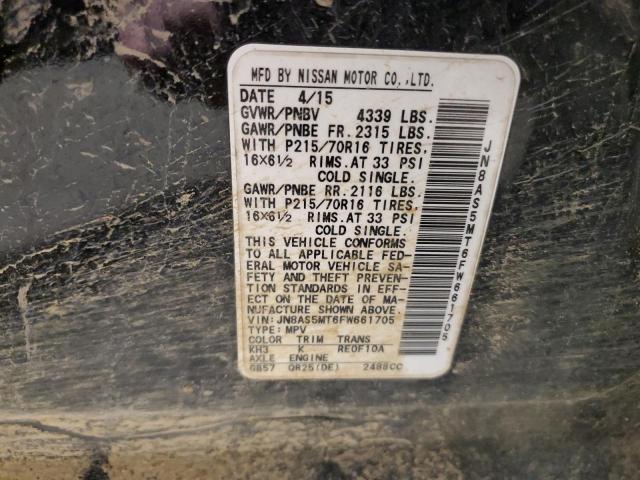 MFD BY NISSAN MOTOR CO.,LTD.
DATE 4/15
GVWR/PNBV 4339 LBS.
GAWR/PNBE FR. 2315 LBS.
WITH P215/70R16 TIRES.
16X6½ RIMS. AT 33 PSI
COLD SINGLE.
GAWR/PNBE RR. 2116 LBS.
WITH P215/70R16 TIRES.
16X6½ RIMS. AT 33 PSI
COLD SINGLE.
THIS VEHICLE CONFORMS
TO ALL APPLICABLE FED-
ERAL MOTOR VEHICLE SA-
FETY AND THEFT PREVEN-
TION STANDARDS IN EFF-
ECT ON THE DATE OF MA-
NUFACTURE SHOWN ABOVE.
VIN: JN8AS5MT6FW661705
TYPE: MPV
COLOR TRIM TRANS
KH3 K RE0F10A
AXLE ENGINE
GB57 QR25(DE) 2488CC
JN8AS5MT6FW661705